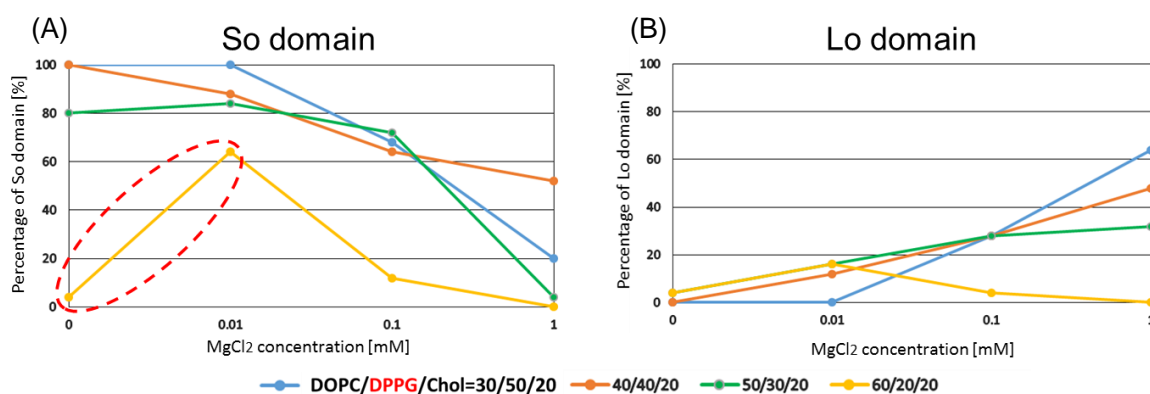 (A)
So domain
Percentage of So domain [%]
100
80
60
40
20
0
0 0.01 0.1 1
MgCl2 concentration [mM]
(B)
Lo domain
Percentage of Lo domain [%]
100
80
60
40
20
0
0 0.01 0.1 1
MgCl2 concentration [mM]
DOPC/DPPG/Chol=30/50/20 40/40/20 50/30/20 60/20/20